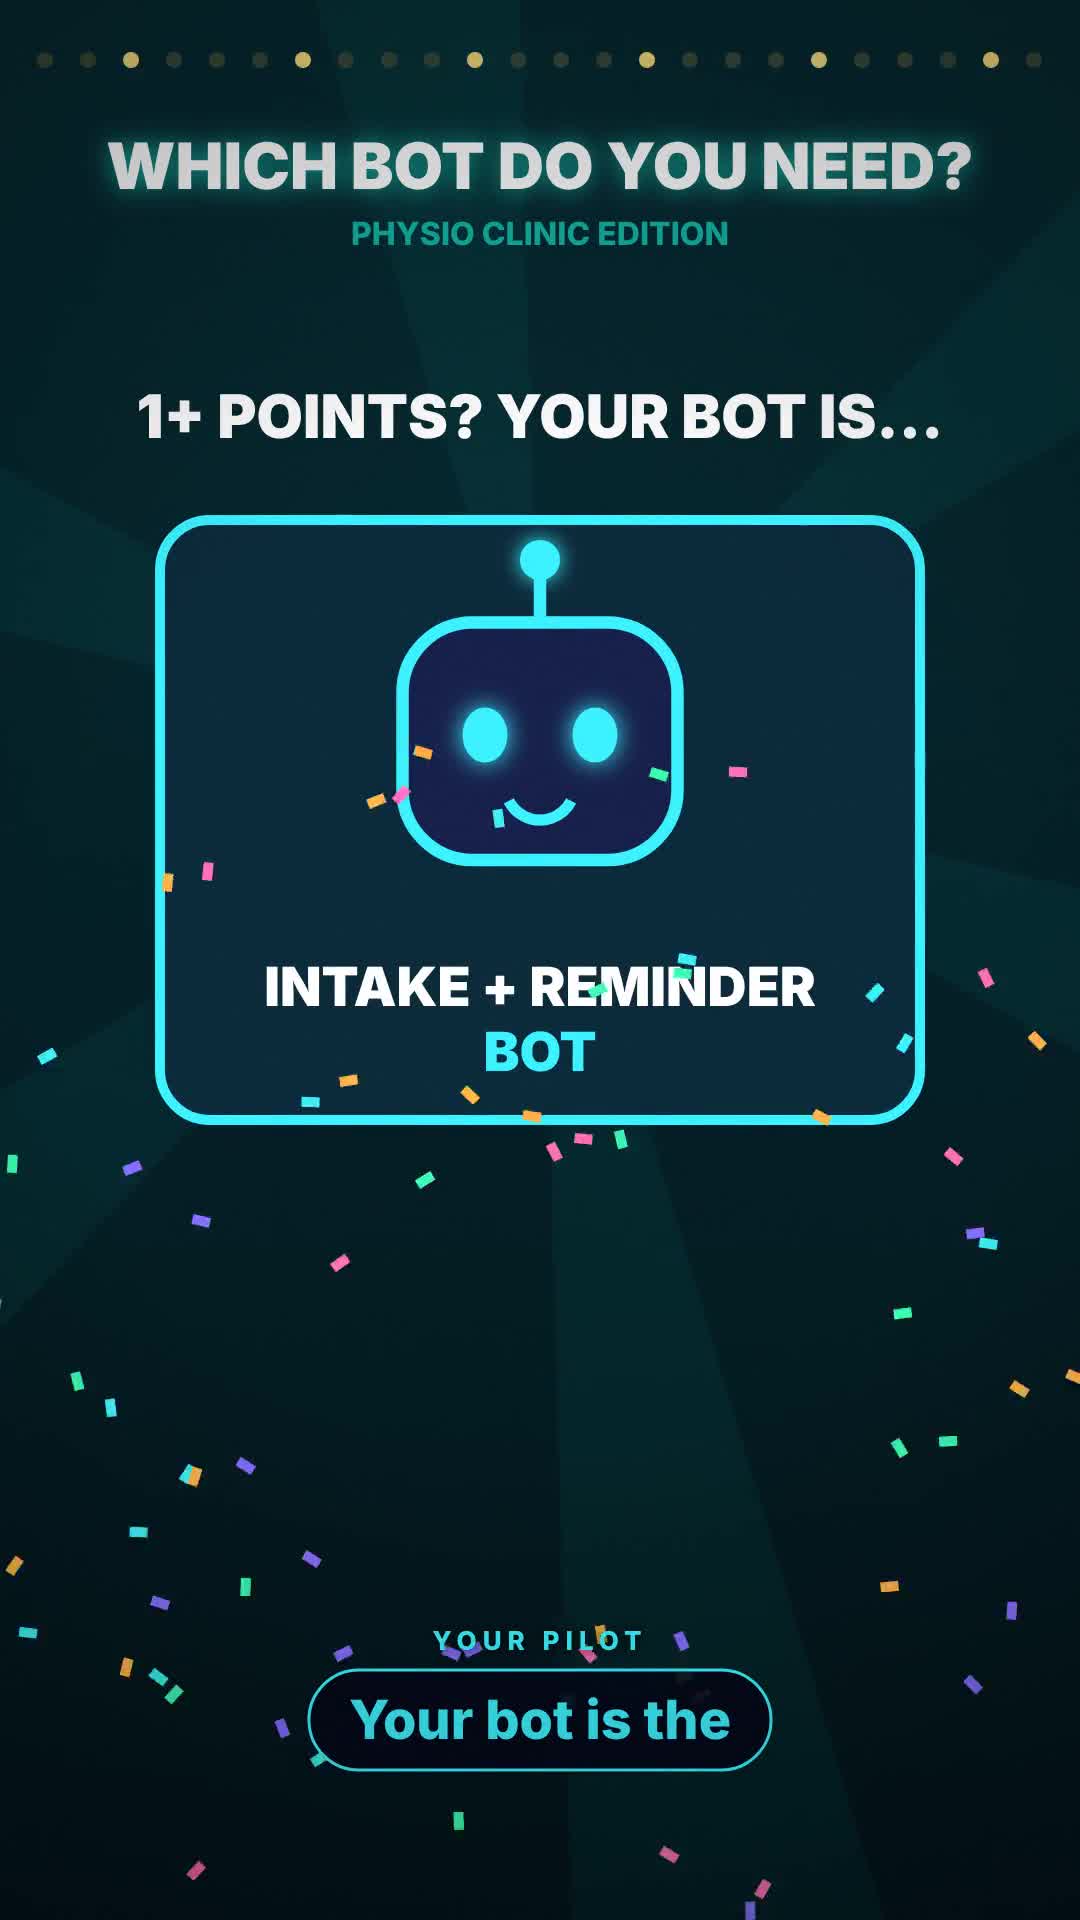 WHICH BOT DO YOU NEED?
PHYSIO CLINIC EDITION
1+ POINTS? YOUR BOT IS...
INTAKE + REMINDER
BOT
YOUR PILOT
Your bot is the